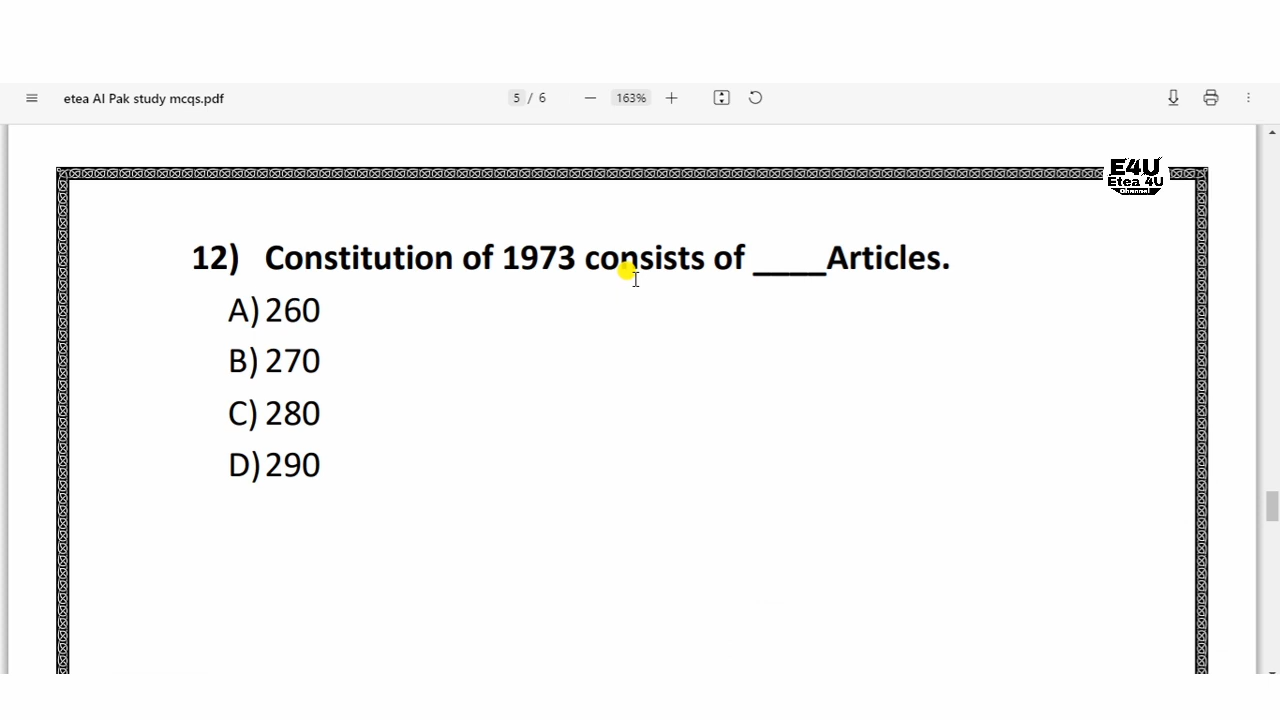 etea AI Pak study mcqs.pdf
5 / 6
163%
E4U
Etea 4U
Channel
12) Constitution of 1973 consists of ____Articles.
A) 260
B) 270
C) 280
D) 290